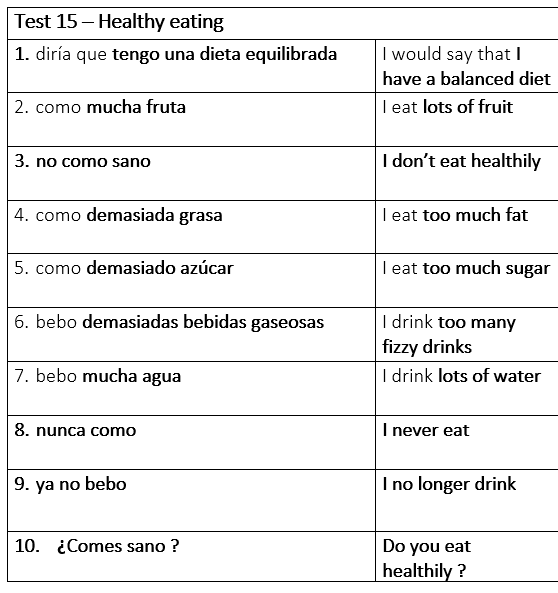 Test 15 – Healthy eating
1. diría que tengo una dieta equilibrada
I would say that I
have a balanced diet
2. como mucha fruta
I eat lots of fruit
3. no como sano
I don't eat healthily
4. como demasiada grasa
I eat too much fat
5. como demasiado azúcar
I eat too much sugar
6. bebo demasiadas bebidas gaseosas
I drink too many
fizzy drinks
7. bebo mucha agua
I drink lots of water
8. nunca como
I never eat
9. ya no bebo
I no longer drink
10. ¿Comes sano ?
Do you eat
healthily ?